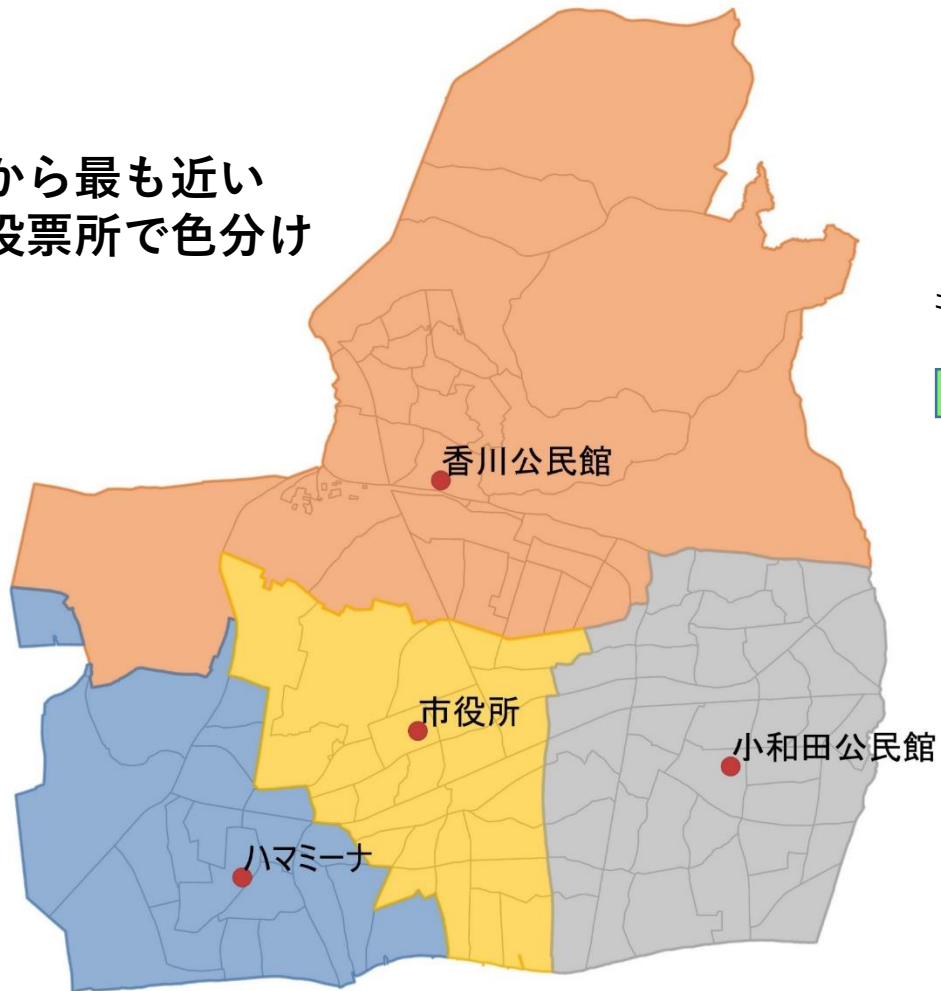 から最も近い
投票所で色分け
香川公民館
市役所
小和田公民館
ハマミーナ